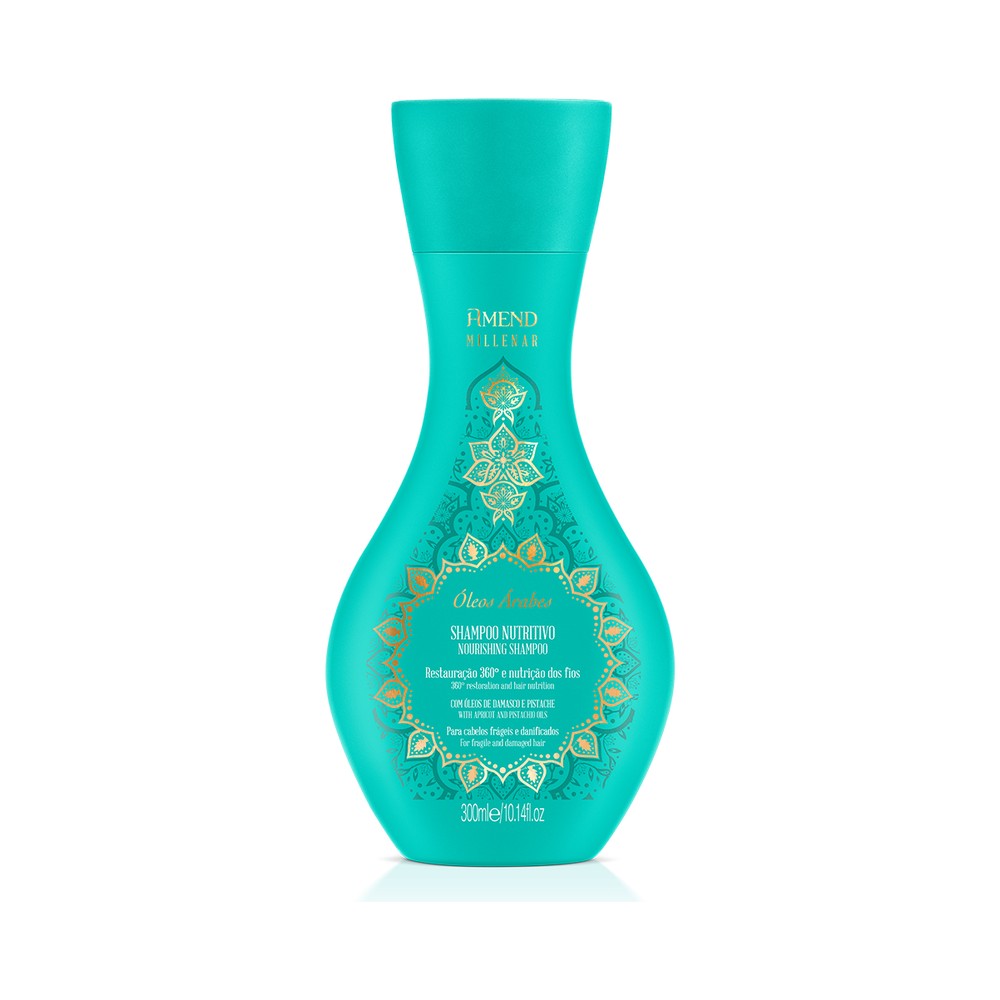 AMEND
MILLENAR
Óleos Árabes
SHAMPOO NUTRITIVO
NOURISHING SHAMPOO
Restauração 360° e nutrição dos fios
360° restoration and hair nutrition
COM ÓLEOS DE DAMASCO E PISTACHE
WITH APRICOT AND PISTACHIO OILS
Para cabelos frágeis e danificados
For fragile and damaged hair
300ml℮/10.14fl.oz